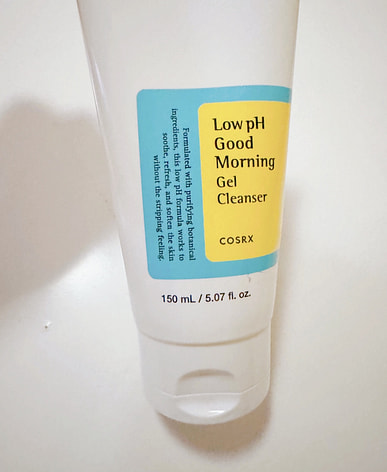 Low pH
Good
Morning
Gel
Cleanser
COSRX
Formulated with purifying botanical
ingredients, this low pH formula works to
soothe, refresh, and soften the skin
without the stripping feeling.
150 mL / 5.07 fl. oz.